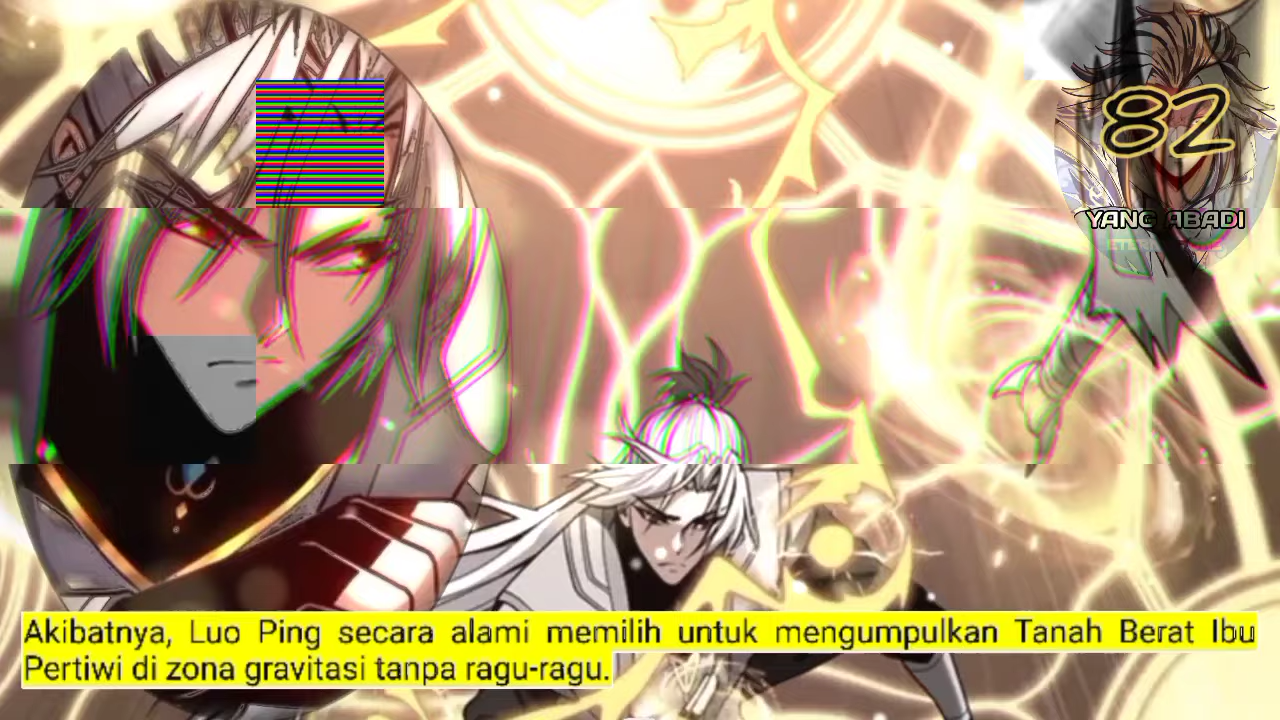 82
YANG ABADI
Akibatnya, Luo Ping secara alami memilih untuk mengumpulkan Tanah Berat Ibu
Pertiwi di zona gravitasi tanpa ragu-ragu.